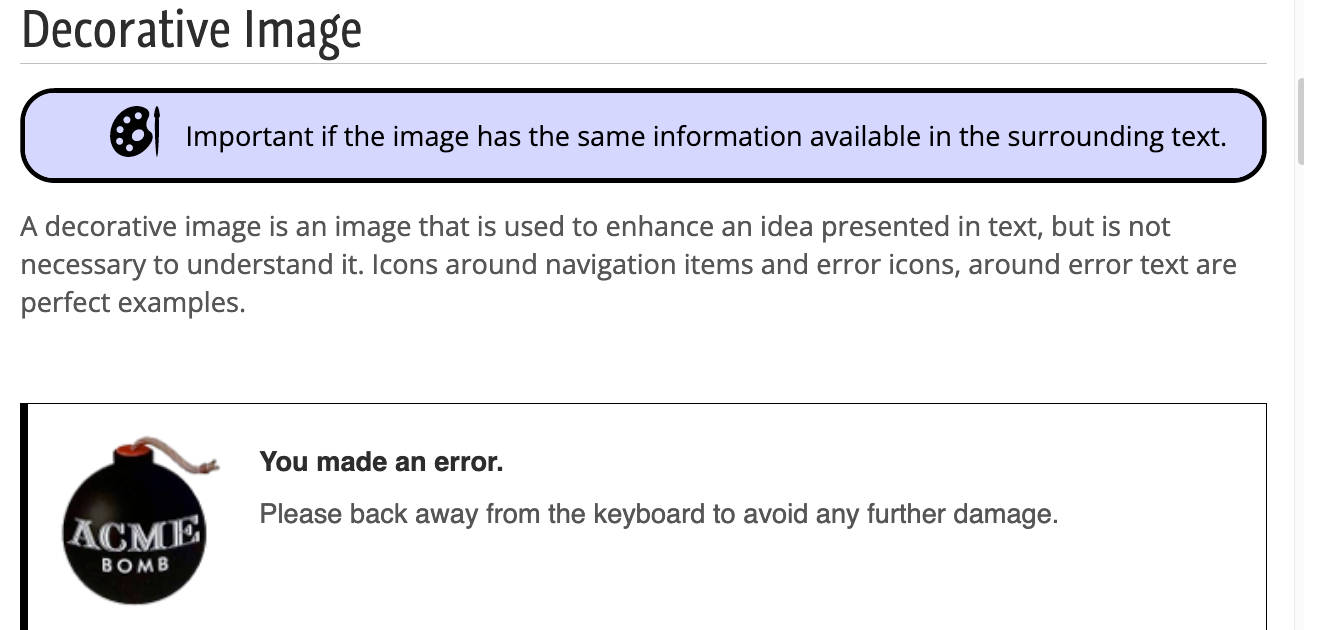 Decorative Image
Important if the image has the same information available in the surrounding text.
A decorative image is an image that is used to enhance an idea presented in text, but is not
necessary to understand it. Icons around navigation items and error icons, around error text are
perfect examples.
You made an error.
Please back away from the keyboard to avoid any further damage.
ACME
BOMB